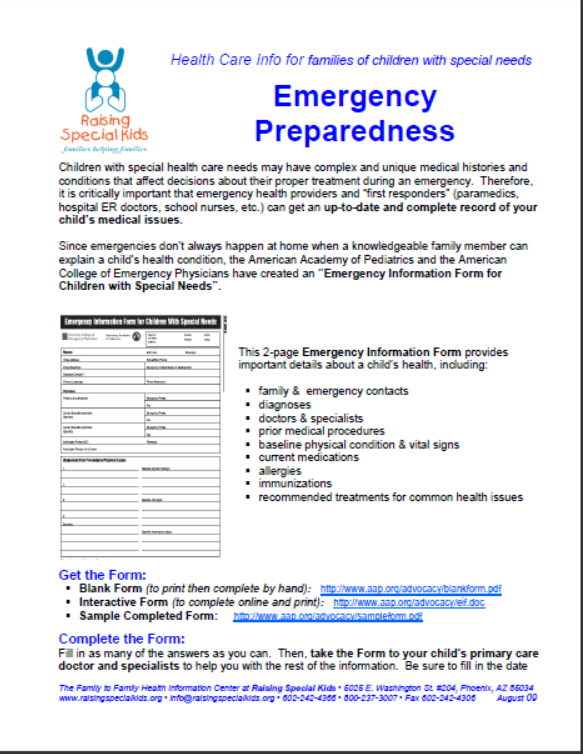 Health Care Info for families of children with special needs
Emergency
Preparedness
Raising
Special Kids
families helping families
Children with special health care needs may have complex and unique medical histories and
conditions that affect decisions about their proper treatment during an emergency. Therefore,
it is critically important that emergency health providers and "first responders" (paramedics,
hospital ER doctors, school nurses, etc.) can get an up-to-date and complete record of your
child's medical issues.
Since emergencies don't always happen at home when a knowledgeable family member can
explain a child's health condition, the American Academy of Pediatrics and the American
College of Emergency Physicians have created an "Emergency Information Form for
Children with Special Needs".
Emergency Information Form for Children With Special Needs
This 2-page Emergency Information Form provides
important details about a child's health, including:
▪ family & emergency contacts
▪ diagnoses
▪ doctors & specialists
▪ prior medical procedures
▪ baseline physical condition & vital signs
▪ current medications
▪ allergies
▪ immunizations
▪ recommended treatments for common health issues
Get the Form:
▪ Blank Form (to print then complete by hand): http://www.aap.org/advocacy/blankform.pdf
▪ Interactive Form (to complete online and print): http://www.aap.org/advocacy/eif.doc
▪ Sample Completed Form: http://www.aap.org/advocacy/sampleform.pdf
Complete the Form:
Fill in as many of the answers as you can. Then, take the Form to your child's primary care
doctor and specialists to help you with the rest of the information. Be sure to fill in the date
The Family to Family Health Information Center at Raising Special Kids • 5025 E. Washington St. #204, Phoenix, AZ 85034
www.raisingspecialkids.org • info@raisingspecialkids.org • 602-242-4366 • 800-237-3007 • Fax 602-242-4306 August 09